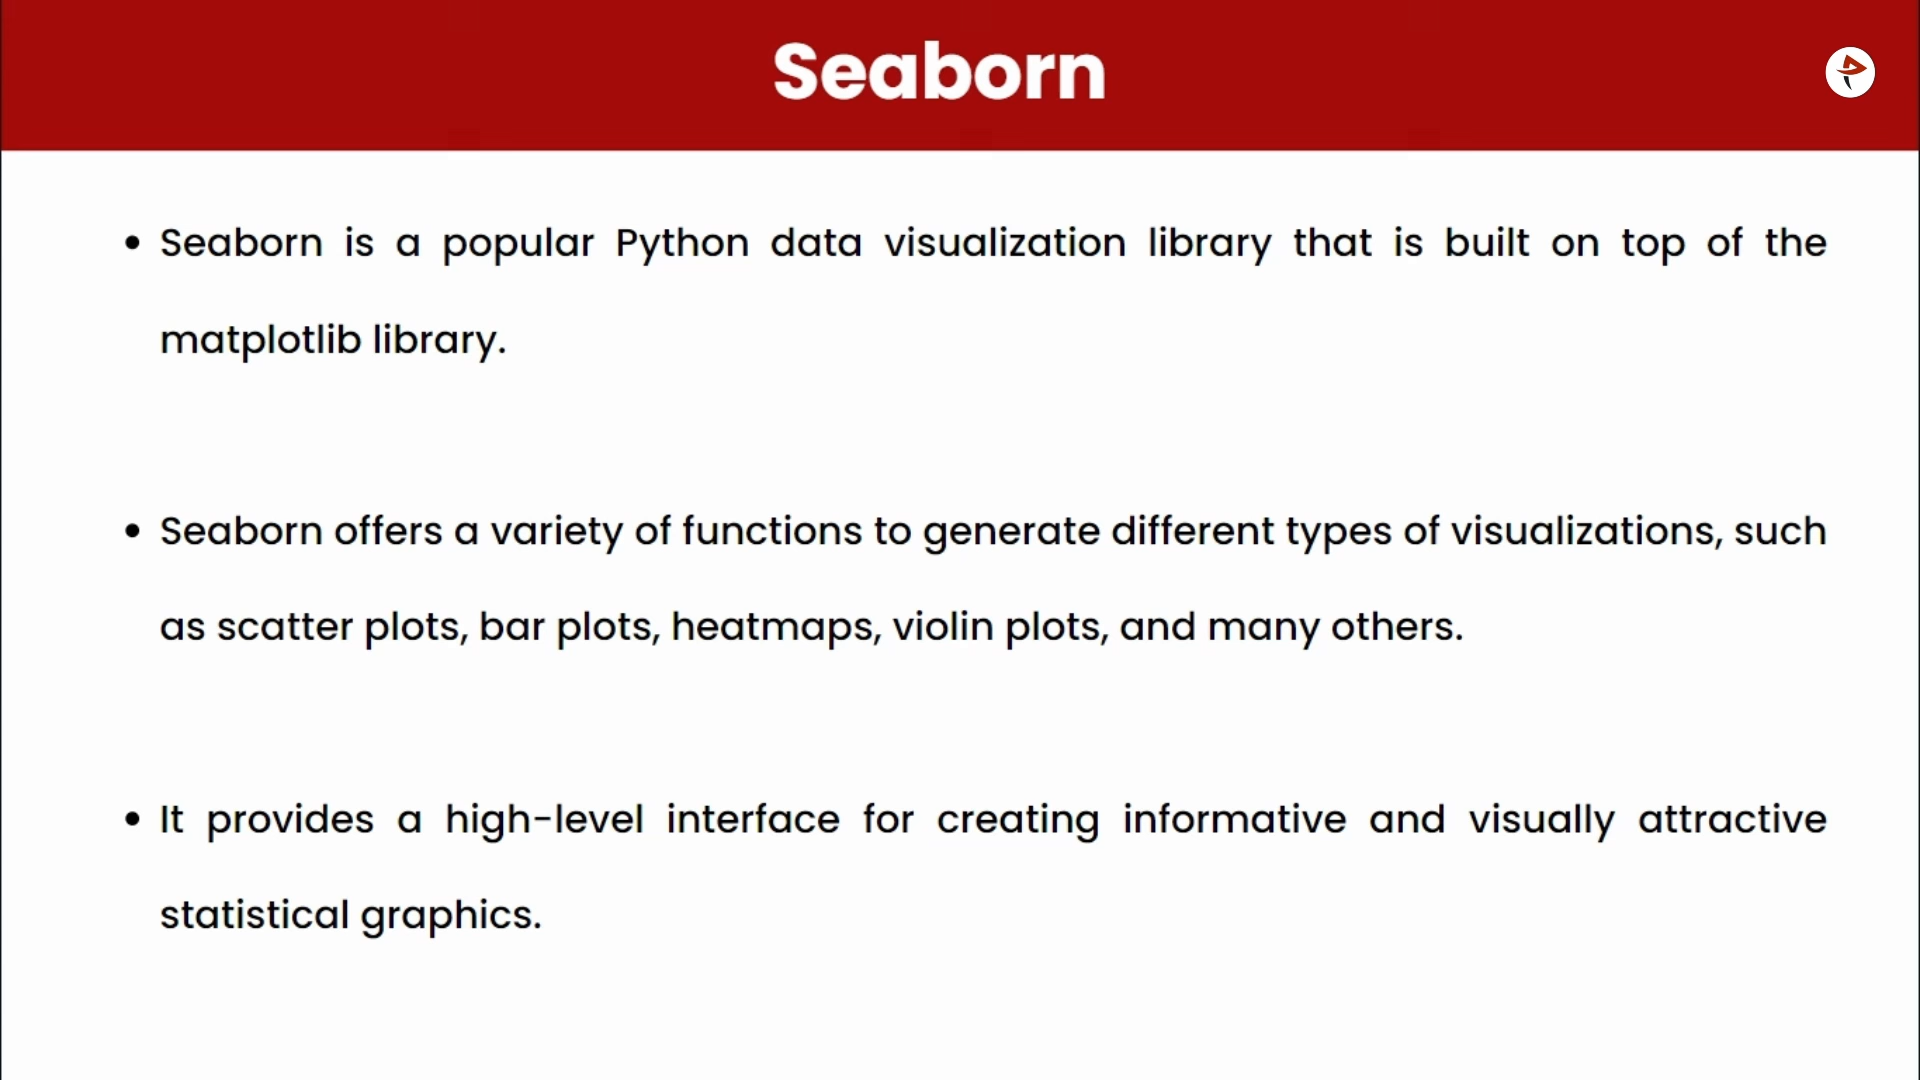 Seaborn
• Seaborn is a popular Python data visualization library that is built on top of the
matplotlib library.
• Seaborn offers a variety of functions to generate different types of visualizations, such
as scatter plots, bar plots, heatmaps, violin plots, and many others.
• It provides a high-level interface for creating informative and visually attractive
statistical graphics.